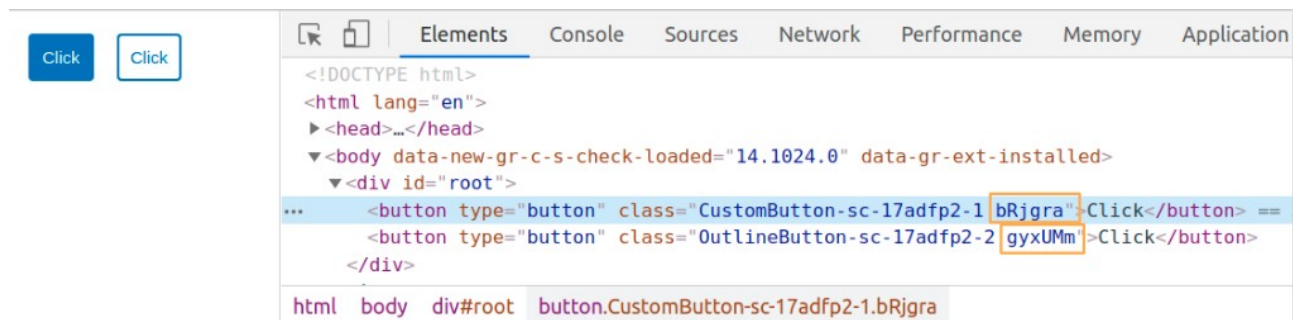 Click Click
Elements Console Sources Network Performance Memory Application
<!DOCTYPE html>
<html lang="en">
<head>…</head>
<body data-new-gr-c-s-check-loaded="14.1024.0" data-gr-ext-installed>
<div id="root">
<button type="button" class="CustomButton-sc-17adfp2-1 bRjgra">Click</button> ==
<button type="button" class="OutlineButton-sc-17adfp2-2 gyxUMm">Click</button>
</div>
html body div#root button.CustomButton-sc-17adfp2-1.bRjgra